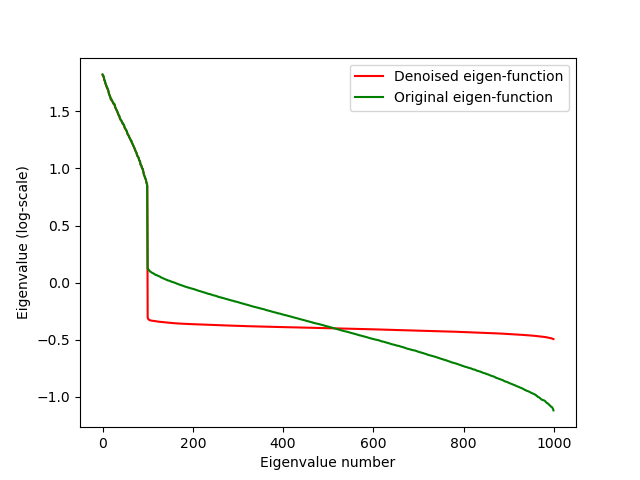 Denoised eigen-function
Original eigen-function
Eigenvalue (log-scale)
1.5
1.0
0.5
0.0
−0.5
−1.0
0 200 400 600 800 1000
Eigenvalue number